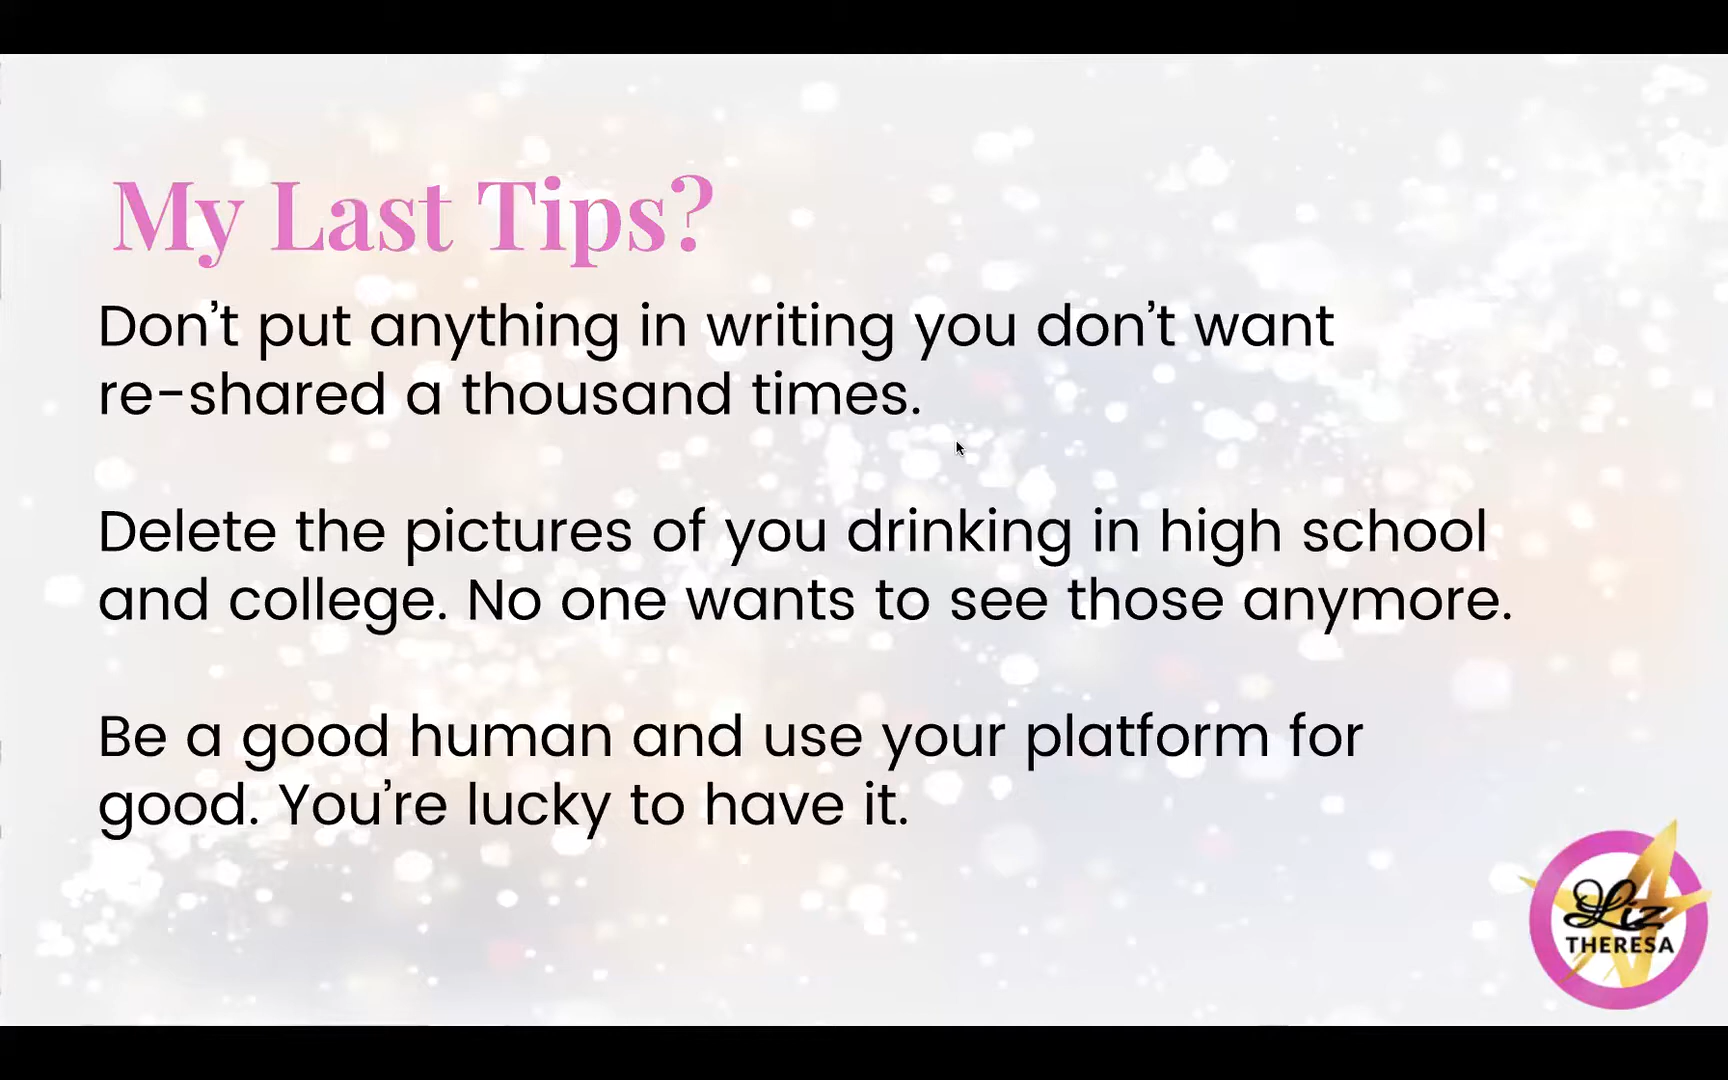 My Last Tips?
Don’t put anything in writing you don’t want
re-shared a thousand times.
Delete the pictures of you drinking in high school
and college. No one wants to see those anymore.
Be a good human and use your platform for
good. You’re lucky to have it.
Liz
THERESA